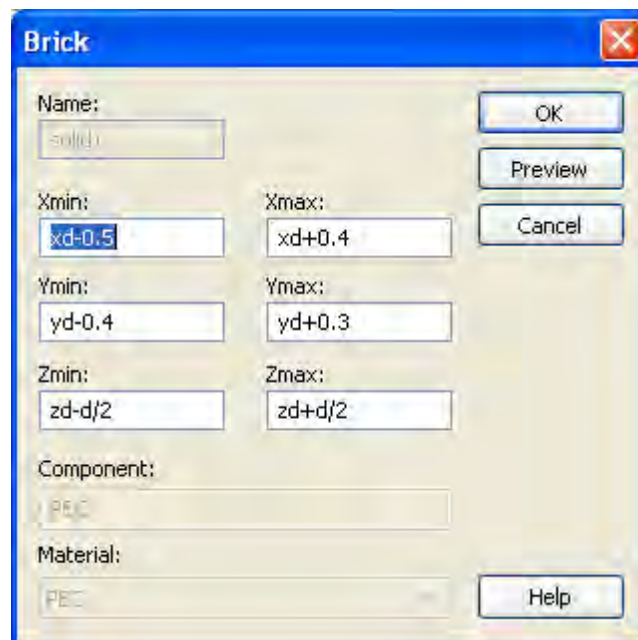 Brick
Name:
solid1
OK
Preview
Xmin:
Xmax:
Cancel
xd-0.5
xd+0.4
Ymin:
Ymax:
yd-0.4
yd+0.3
Zmin:
Zmax:
zd-d/2
zd+d/2
Component:
PEC
Material:
PEC
Help